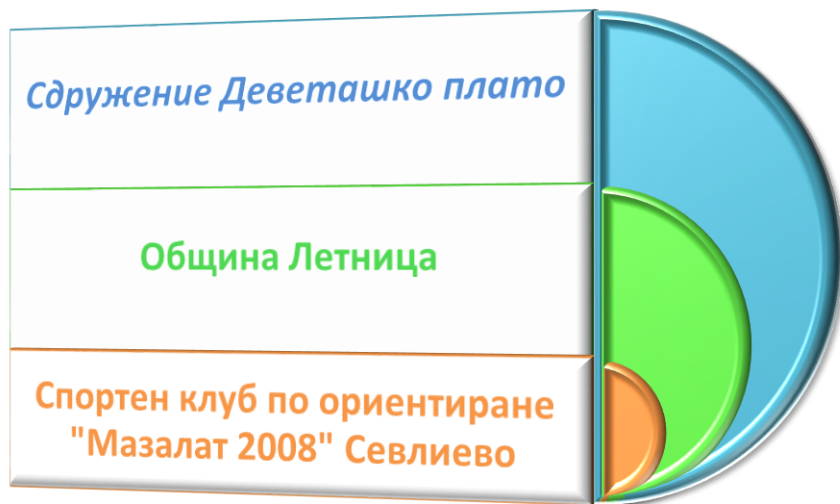 Сдружение Деветашко плато
Община Летница
Спортен клуб по ориентиране
"Мазалат 2008" Севлиево